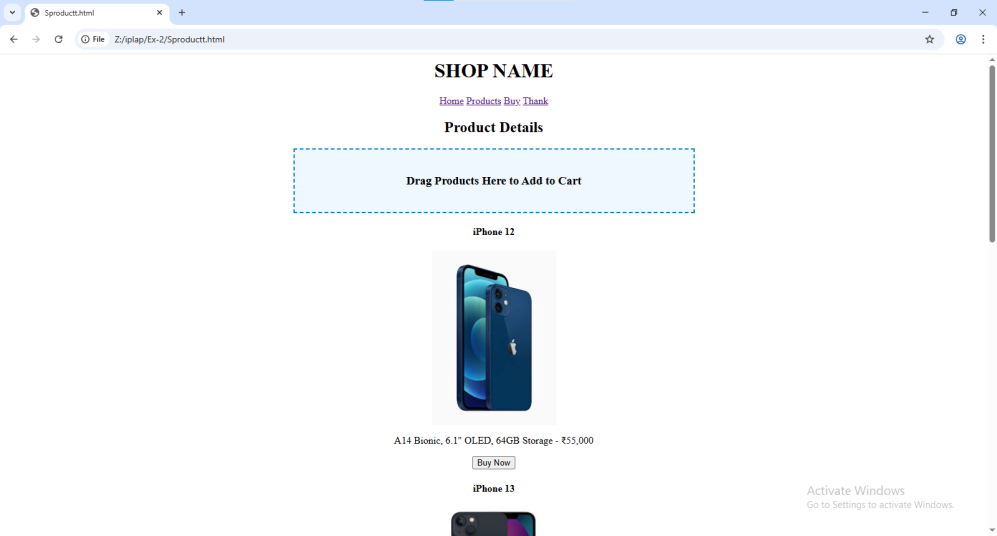 Sproductt.html
File Z:/iplap/Ex-2/Sproductt.html
SHOP NAME
Home Products Buy Thank
Product Details
Drag Products Here to Add to Cart
iPhone 12
A14 Bionic, 6.1" OLED, 64GB Storage - ₹55,000
Buy Now
iPhone 13
Activate Windows
Go to Settings to activate Windows.